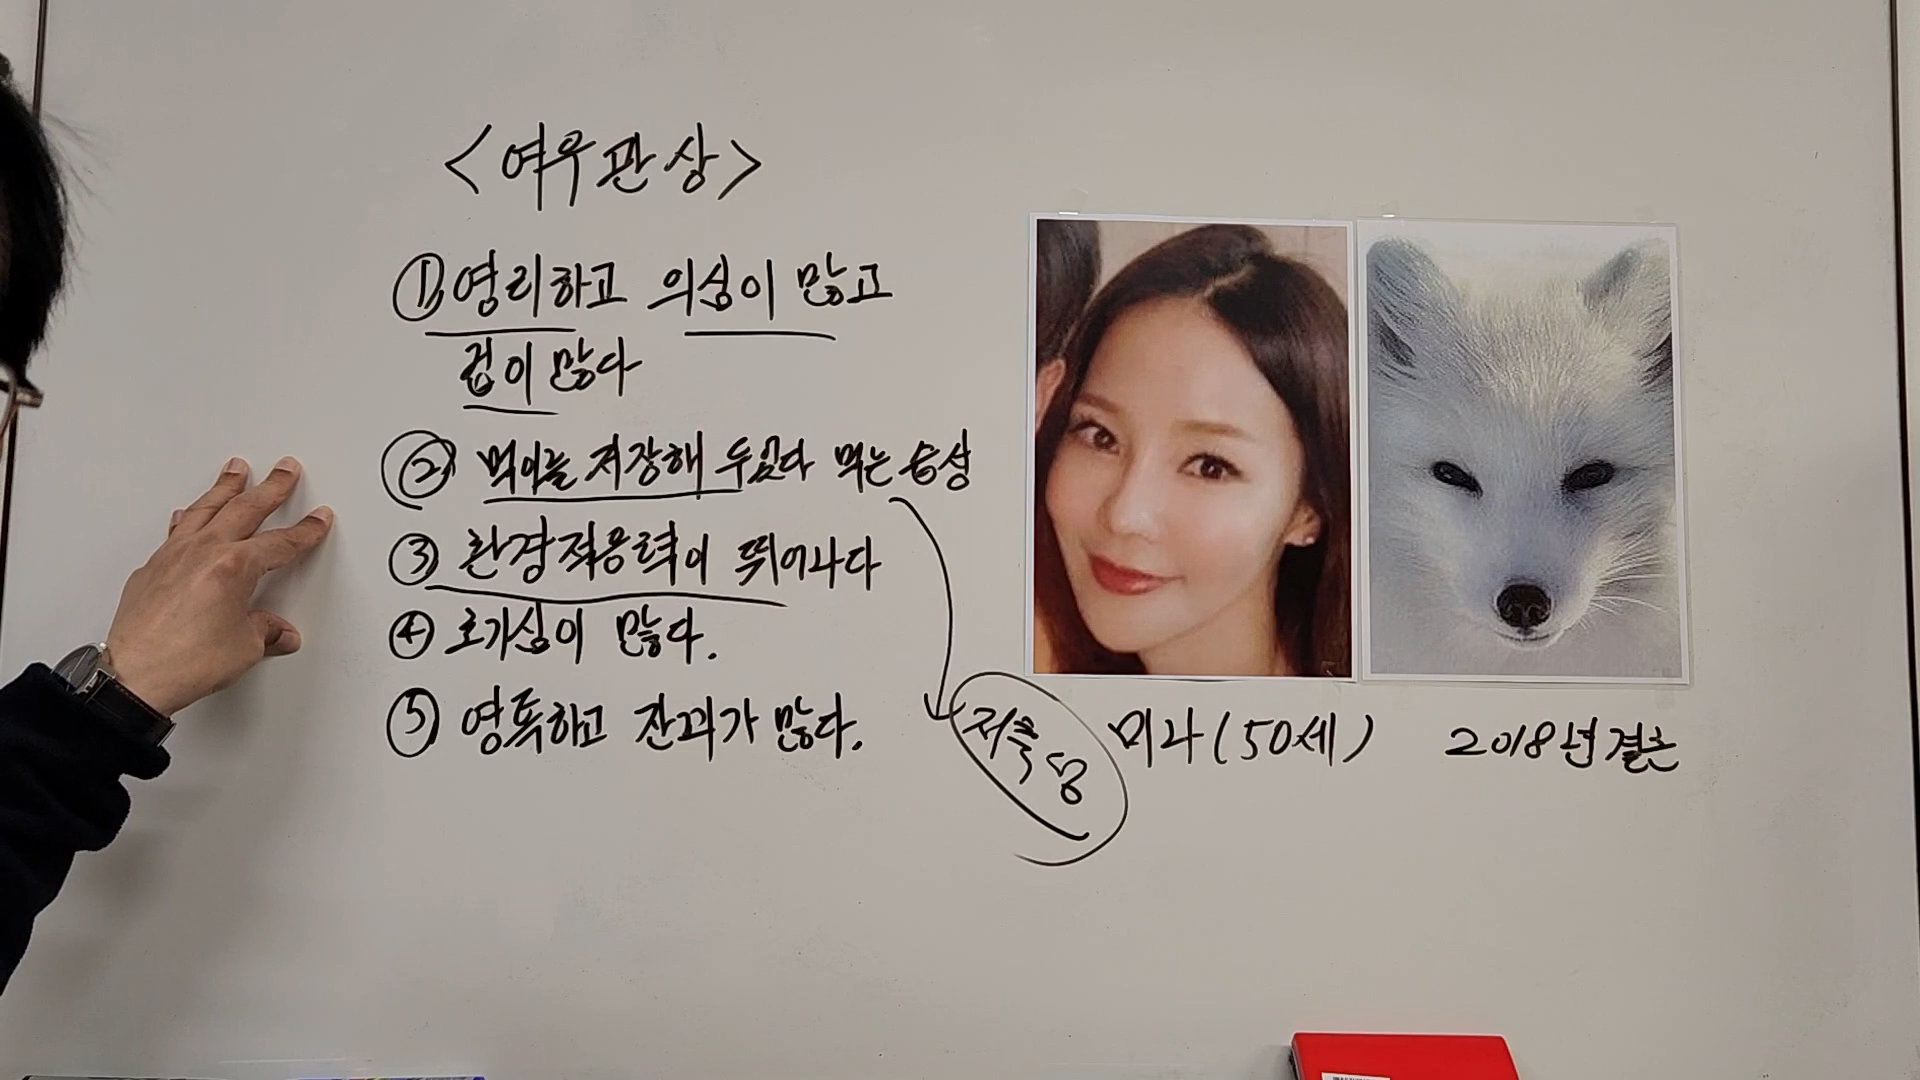 <여우관상>
① 영리하고 의심이 많고
겁이 많다
② 먹이를 저장해 두었다 먹는 습성
③ 환경적응력이 뛰어나다
④ 호기심이 많다.
⑤ 영특하고 잔꾀가 많다.
저축
미나(50세) 2018년 결혼